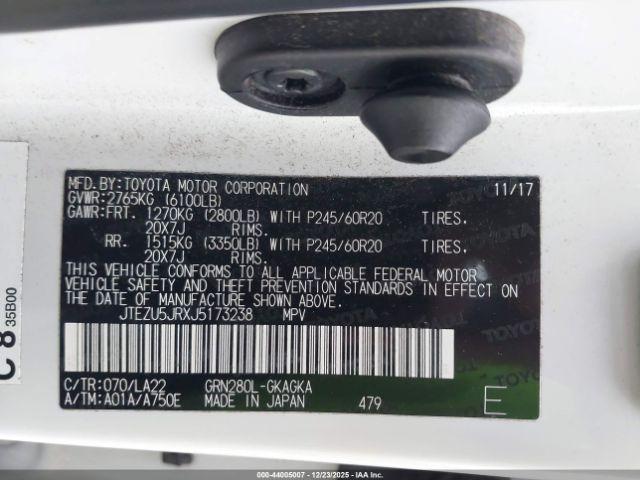 MFD.BY:TOYOTA MOTOR CORPORATION 11/17
GVWR:2765KG (6100LB)
GAWR:FRT. 1270KG (2800LB) WITH P245/60R20 TIRES.
20X7J RIMS.
RR. 1515KG (3350LB) WITH P245/60R20 TIRES.
20X7J RIMS.
THIS VEHICLE CONFORMS TO ALL APPLICABLE FEDERAL MOTOR
VEHICLE SAFETY AND THEFT PREVENTION STANDARDS IN EFFECT ON
THE DATE OF MANUFACTURE SHOWN ABOVE.
JTEZU5JRXJ5173238 MPV
C/TR:070/LA22 GRN280L-GKAGKA
A/TM:A01A/A750E MADE IN JAPAN 479 E
C 8 35B00
000-44005007 - 12/23/2025 - IAAI INC.